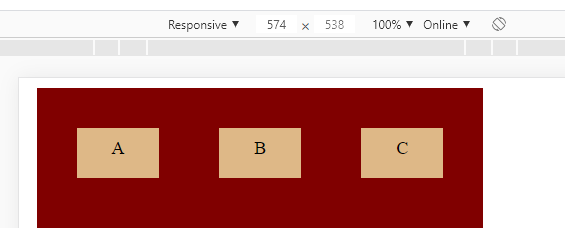 Responsive ▼ 574 × 538 100% ▼ Online ▼
A B C